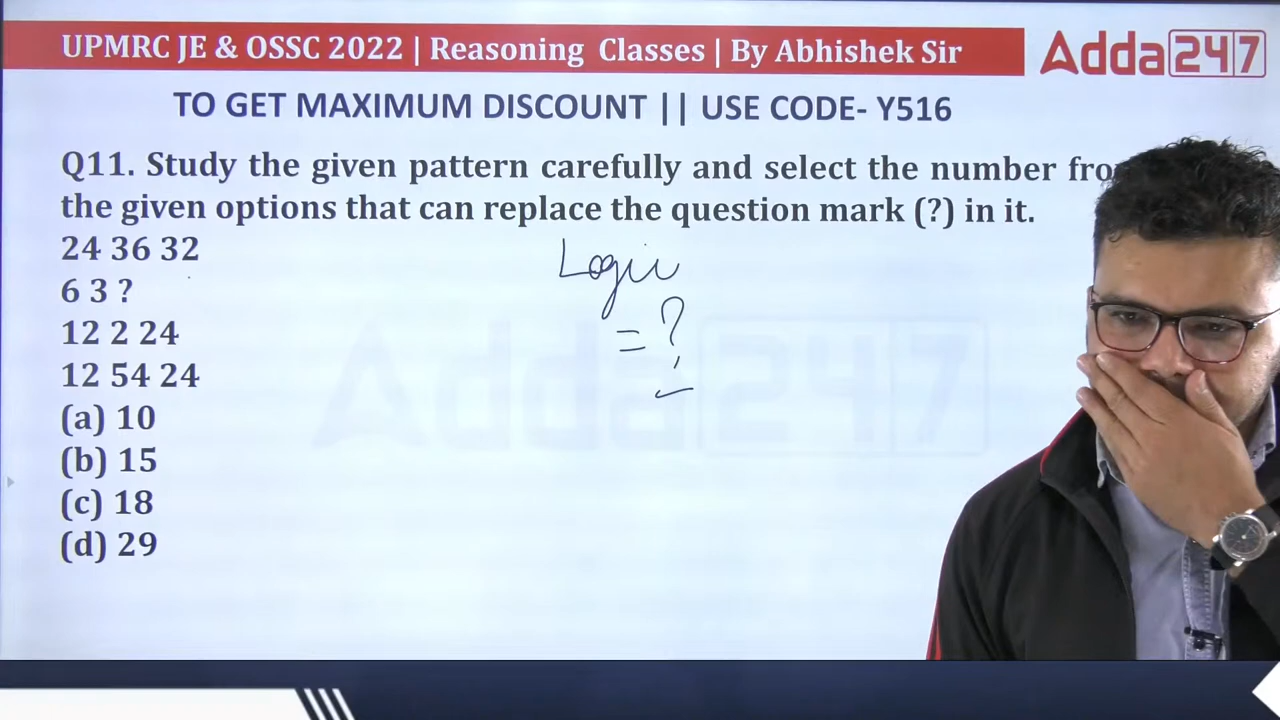 UPMRC JE & OSSC 2022 | Reasoning Classes | By Abhishek Sir
Adda247
TO GET MAXIMUM DISCOUNT || USE CODE- Y516
Q11. Study the given pattern carefully and select the number fro
the given options that can replace the question mark (?) in it.
24 36 32
Logic
6 3 ?
= ?
12 2 24
12 54 24
(a) 10
(b) 15
(c) 18
(d) 29
Adda247